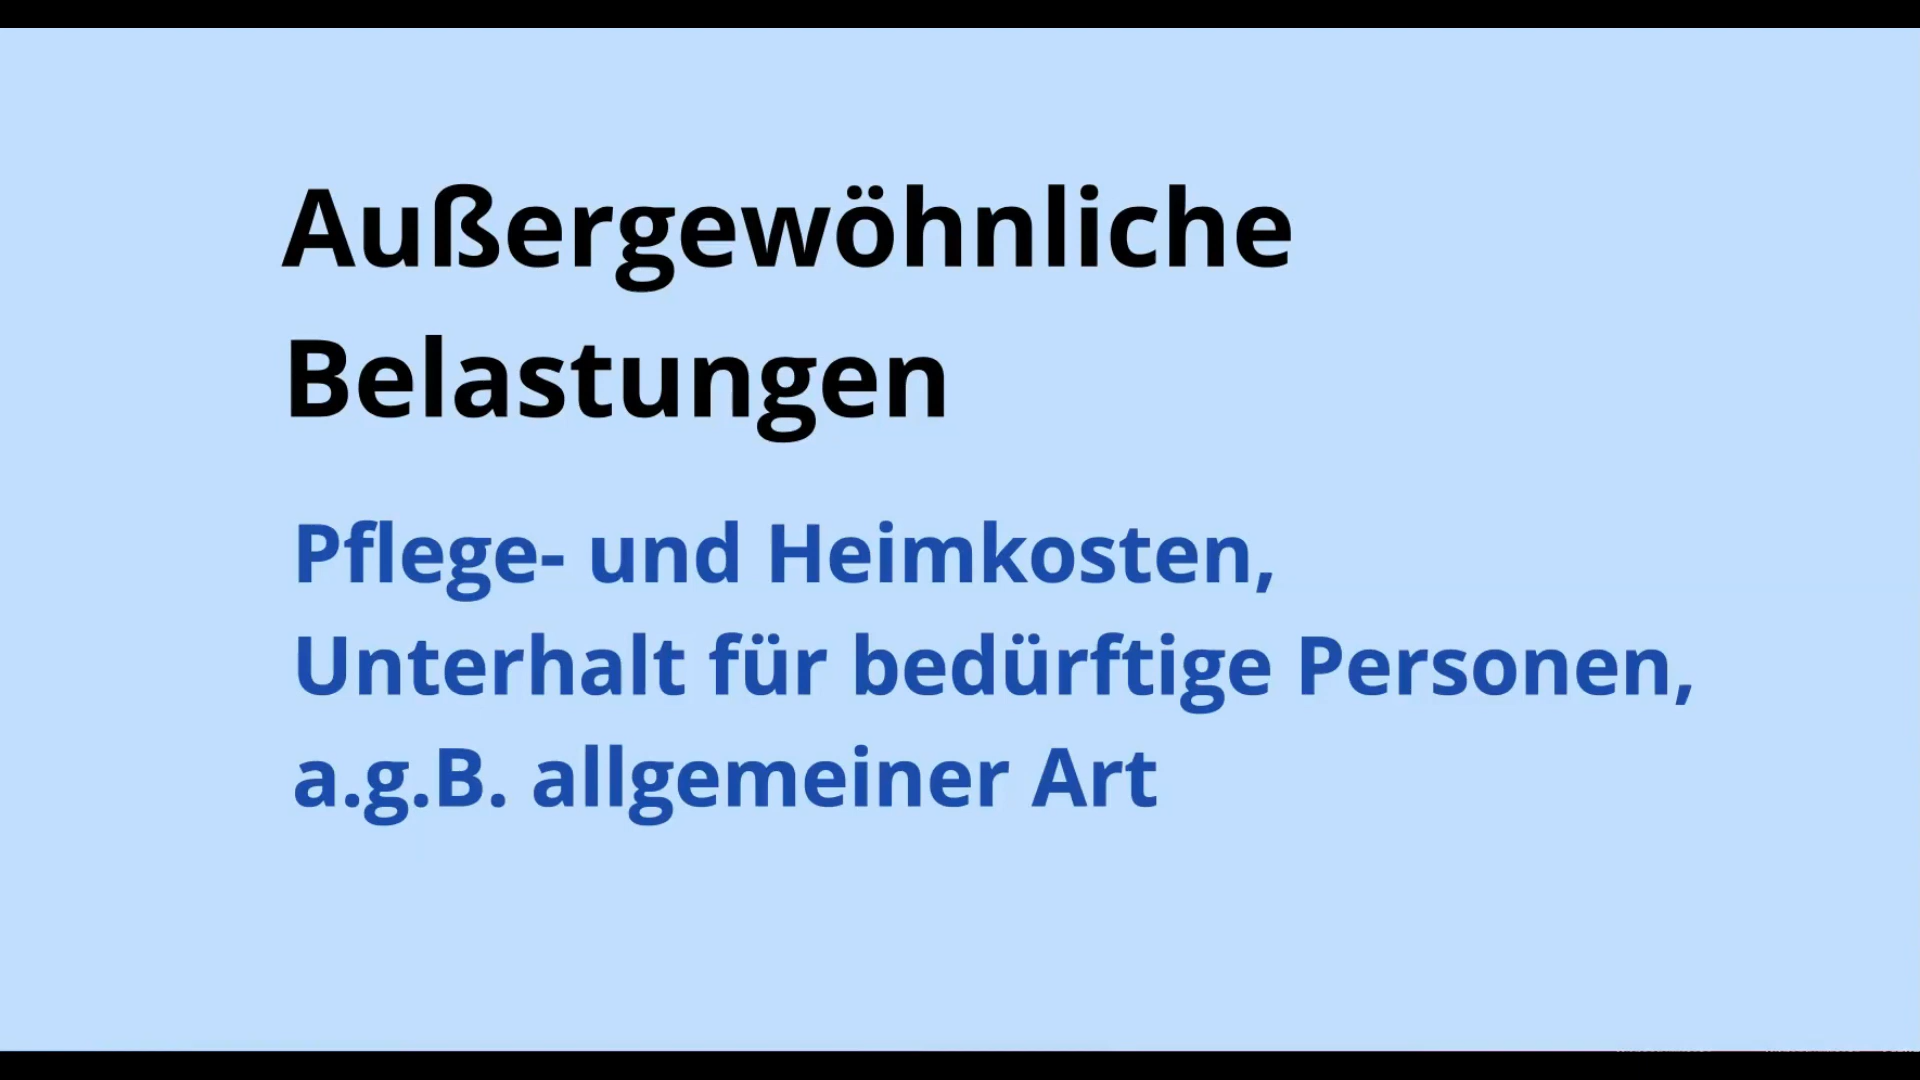 Außergewöhnliche
Belastungen
Pflege- und Heimkosten,
Unterhalt für bedürftige Personen,
a.g.B. allgemeiner Art